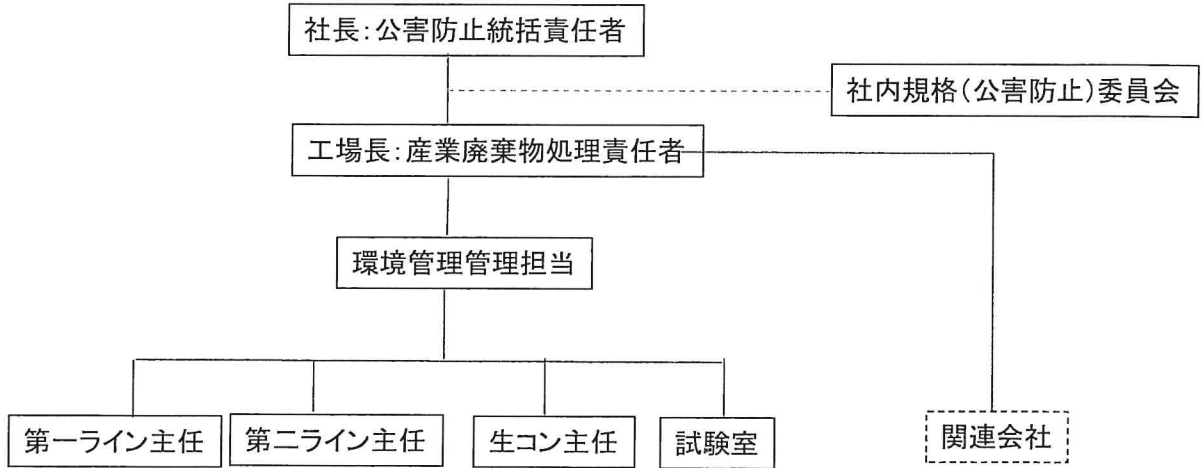 社長:公害防止統括責任者
社内規格(公害防止)委員会
工場長:産業廃棄物処理責任者
環境管理管理担当
第一ライン主任
第二ライン主任
生コン主任
試験室
関連会社